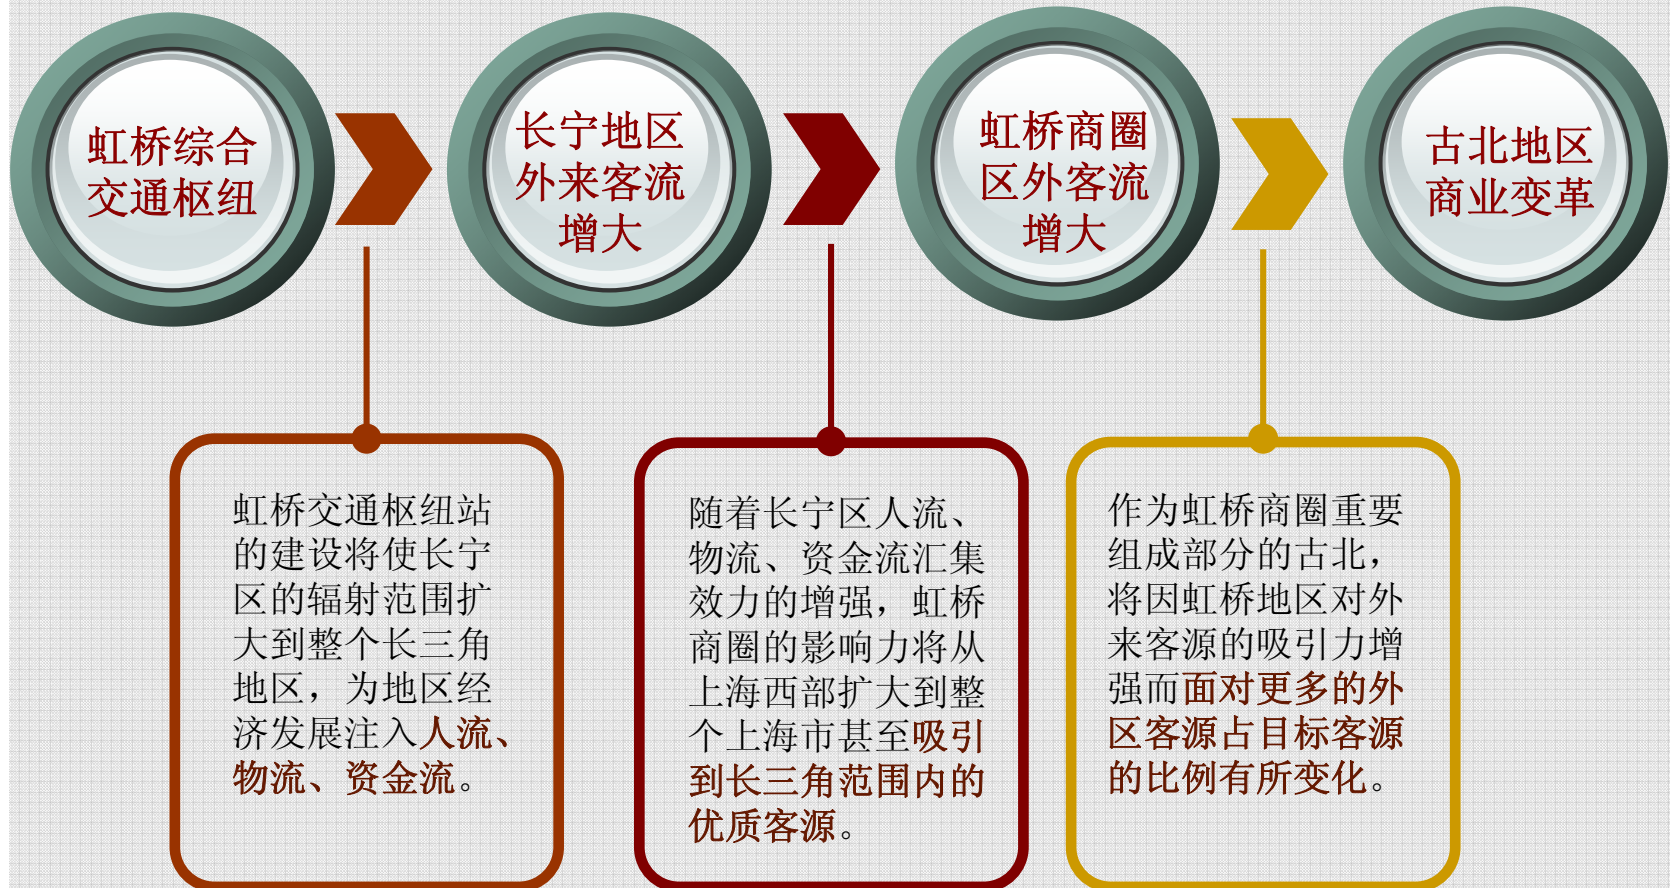 虹桥综合
交通枢纽
长宁地区
外来客流
增大
虹桥商圈
区外客流
增大
古北地区
商业变革
虹桥交通枢纽站
的建设将使长宁
区的辐射范围扩
大到整个长三角
地区，为地区经
济发展注入人流、
物流、资金流。
随着长宁区人流、
物流、资金流汇集
效力的增强，虹桥
商圈的影响力将从
上海西部扩大到整
个上海市甚至吸引
到长三角范围内的
优质客源。
作为虹桥商圈重要
组成部分的古北，
将因虹桥地区对外
来客源的吸引力增
强而面对更多的外
区客源占目标客源
的比例有所变化。